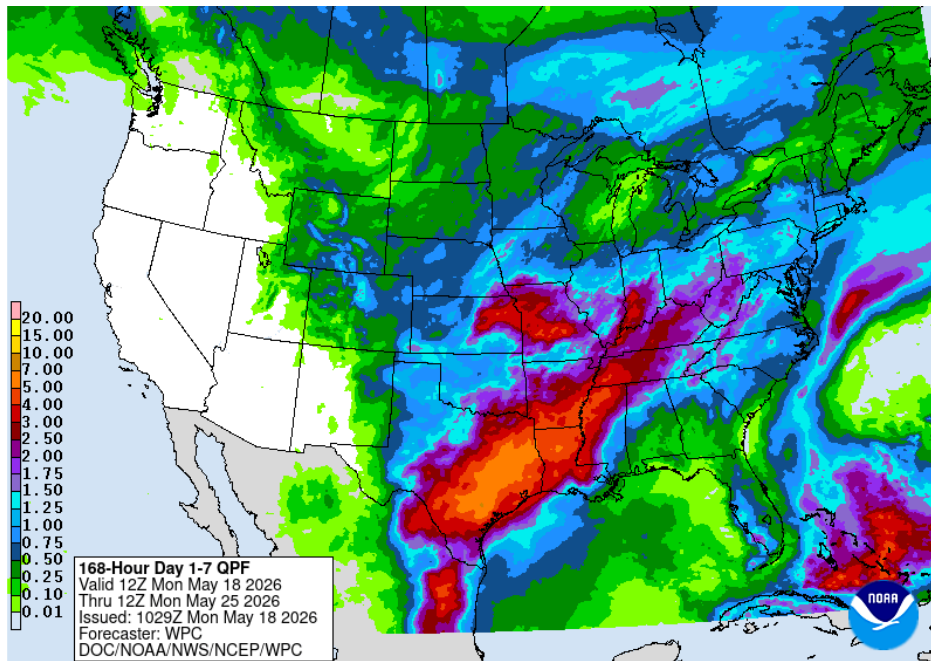 20.00
15.00
10.00
7.00
5.00
4.00
3.00
2.50
2.00
1.75
1.50
1.25
1.00
0.75
0.50
0.25
0.10
0.01
168-Hour Day 1-7 QPF
Valid 12Z Mon May 18 2026
Thru 12Z Mon May 25 2026
Issued: 1029Z Mon May 18 2026
Forecaster: WPC
DOC/NOAA/NWS/NCEP/WPC
NOAA